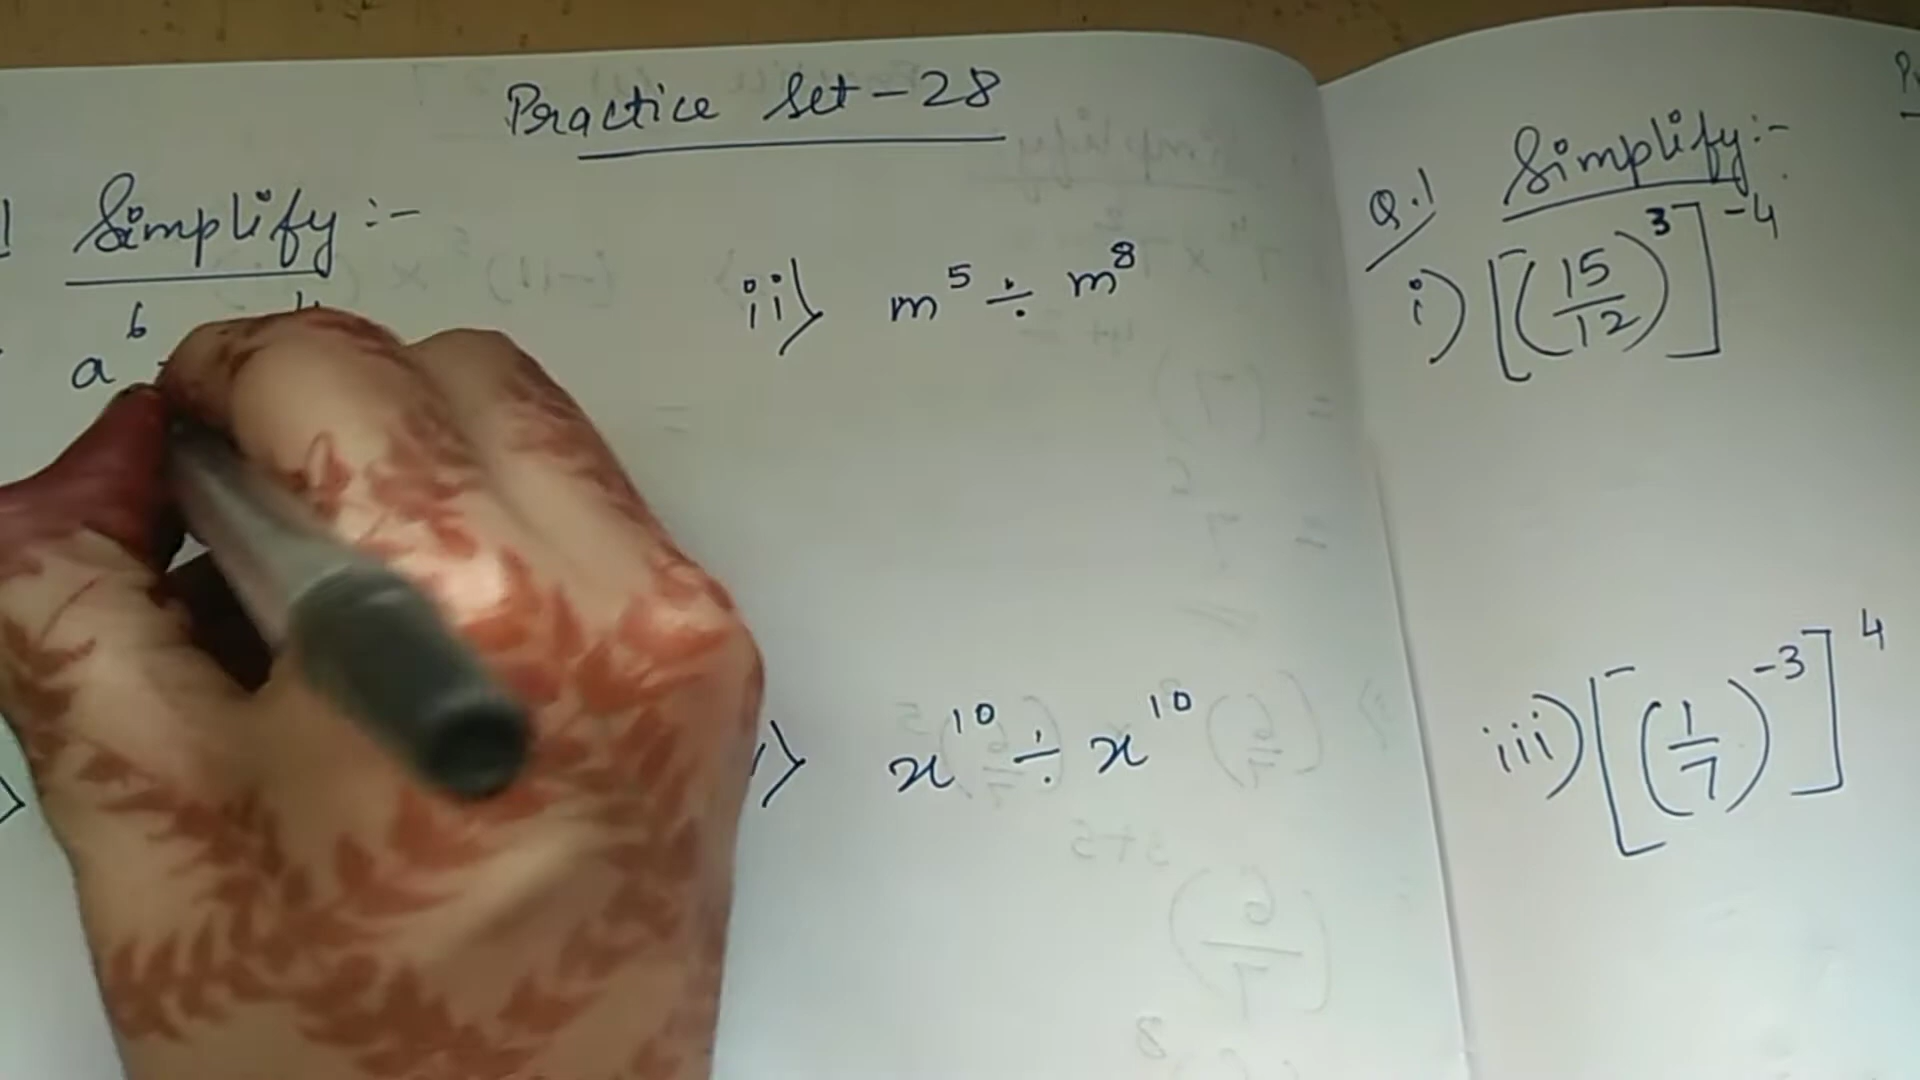 Practice Set-28
Simplify :-
a⁶
ii) m⁵ ÷ m⁸
x¹⁰ ÷ x¹⁰
Q.1 Simplify :-
i) [(15/12)³]⁻⁴
iii) [(1/7)⁻³]⁴